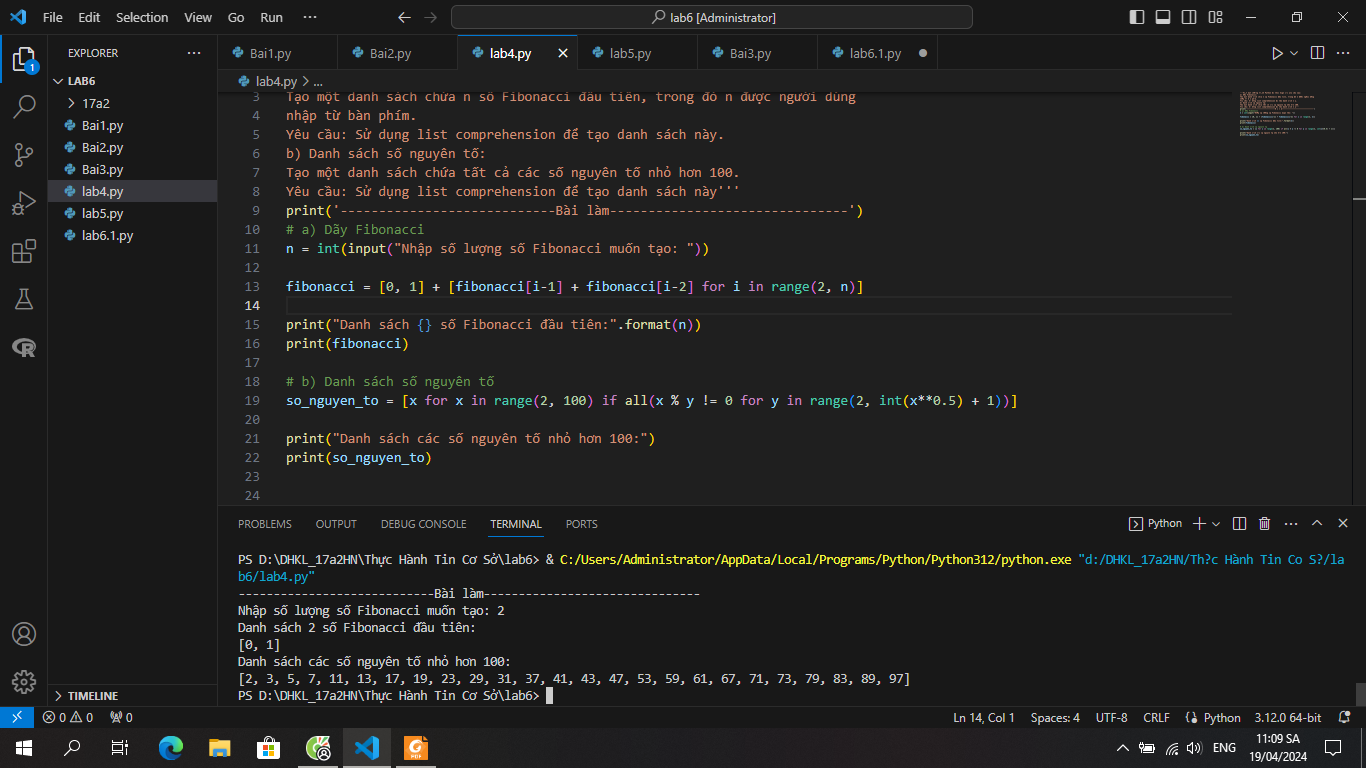 File Edit Selection View Go Run ··· lab6 [Administrator]
EXPLORER ···
LAB6
17a2
Bai1.py
Bai2.py
Bai3.py
lab4.py
lab5.py
lab6.1.py
TIMELINE
Bai1.py Bai2.py lab4.py lab5.py Bai3.py lab6.1.py
lab4.py > ...
3 Tạo một danh sách chứa n số Fibonacci đầu tiên, trong đó n được người dùng
4 nhập từ bàn phím.
5 Yêu cầu: Sử dụng list comprehension để tạo danh sách này.
6 b) Danh sách số nguyên tố:
7 Tạo một danh sách chứa tất cả các số nguyên tố nhỏ hơn 100.
8 Yêu cầu: Sử dụng list comprehension để tạo danh sách này'''
9 print('----------------------------Bài làm-------------------------------')
10 # a) Dãy Fibonacci
11 n = int(input("Nhập số lượng số Fibonacci muốn tạo: "))
12
13 fibonacci = [0, 1] + [fibonacci[i-1] + fibonacci[i-2] for i in range(2, n)]
14
15 print("Danh sách {} số Fibonacci đầu tiên:".format(n))
16 print(fibonacci)
17
18 # b) Danh sách số nguyên tố
19 so_nguyen_to = [x for x in range(2, 100) if all(x % y != 0 for y in range(2, int(x**0.5) + 1))]
20
21 print("Danh sách các số nguyên tố nhỏ hơn 100:")
22 print(so_nguyen_to)
23
24
PROBLEMS OUTPUT DEBUG CONSOLE TERMINAL PORTS Python
PS D:\DHKL_17a2HN\Thực Hành Tin Cơ Sở\lab6> & C:/Users/Administrator/AppData/Local/Programs/Python/Python312/python.exe "d:/DHKL_17a2HN/Th?c Hành Tin Co S?/la
b6/lab4.py"
----------------------------Bài làm-------------------------------
Nhập số lượng số Fibonacci muốn tạo: 2
Danh sách 2 số Fibonacci đầu tiên:
[0, 1]
Danh sách các số nguyên tố nhỏ hơn 100:
[2, 3, 5, 7, 11, 13, 17, 19, 23, 29, 31, 37, 41, 43, 47, 53, 59, 61, 67, 71, 73, 79, 83, 89, 97]
PS D:\DHKL_17a2HN\Thực Hành Tin Cơ Sở\lab6>
0 0 0 Ln 14, Col 1 Spaces: 4 UTF-8 CRLF Python 3.12.0 64-bit
ENG 11:09 SA
19/04/2024